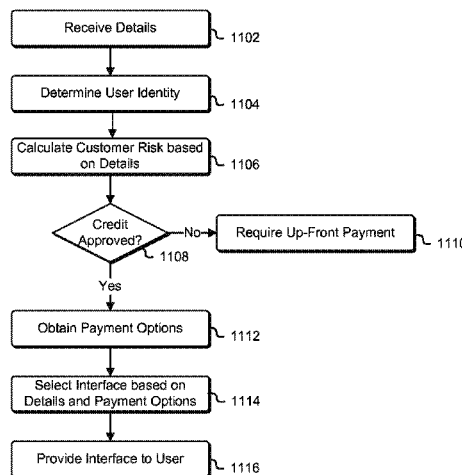 Receive Details
1102
Determine User Identity
1104
Calculate Customer Risk based
on Details
1106
Credit
Approved?
1108
No
Require Up-Front Payment
1110
Yes
Obtain Payment Options
1112
Select Interface based on
Details and Payment Options
1114
Provide Interface to User
1116